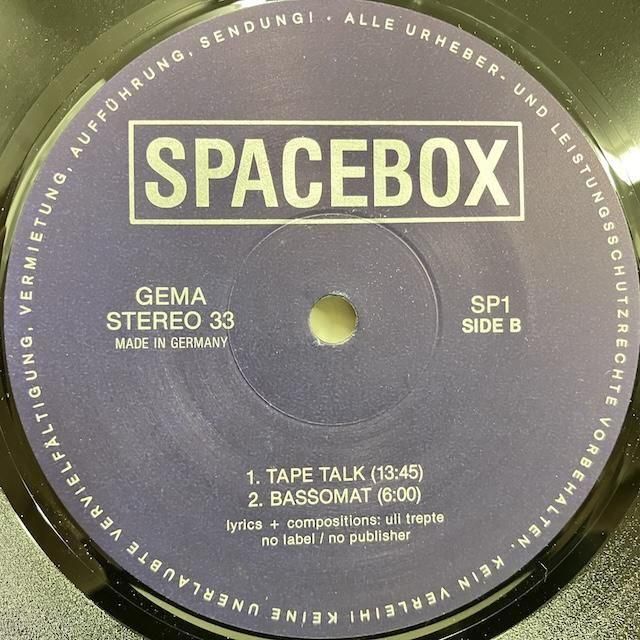 ALLE URHEBER- UND LEISTUNGSSCHUTZRECHTE VORBEHALTEN. KEIN VERLEIH! KEINE UNERLAUBTE VERVIELFÄLTIGUNG, VERMIETUNG, AUFFÜHRUNG, SENDUNG! ·
SPACEBOX
GEMA
STEREO 33
MADE IN GERMANY
SP1
SIDE B
1. TAPE TALK (13:45)
2. BASSOMAT (6:00)
lyrics + compositions: uli trepte
no label / no publisher